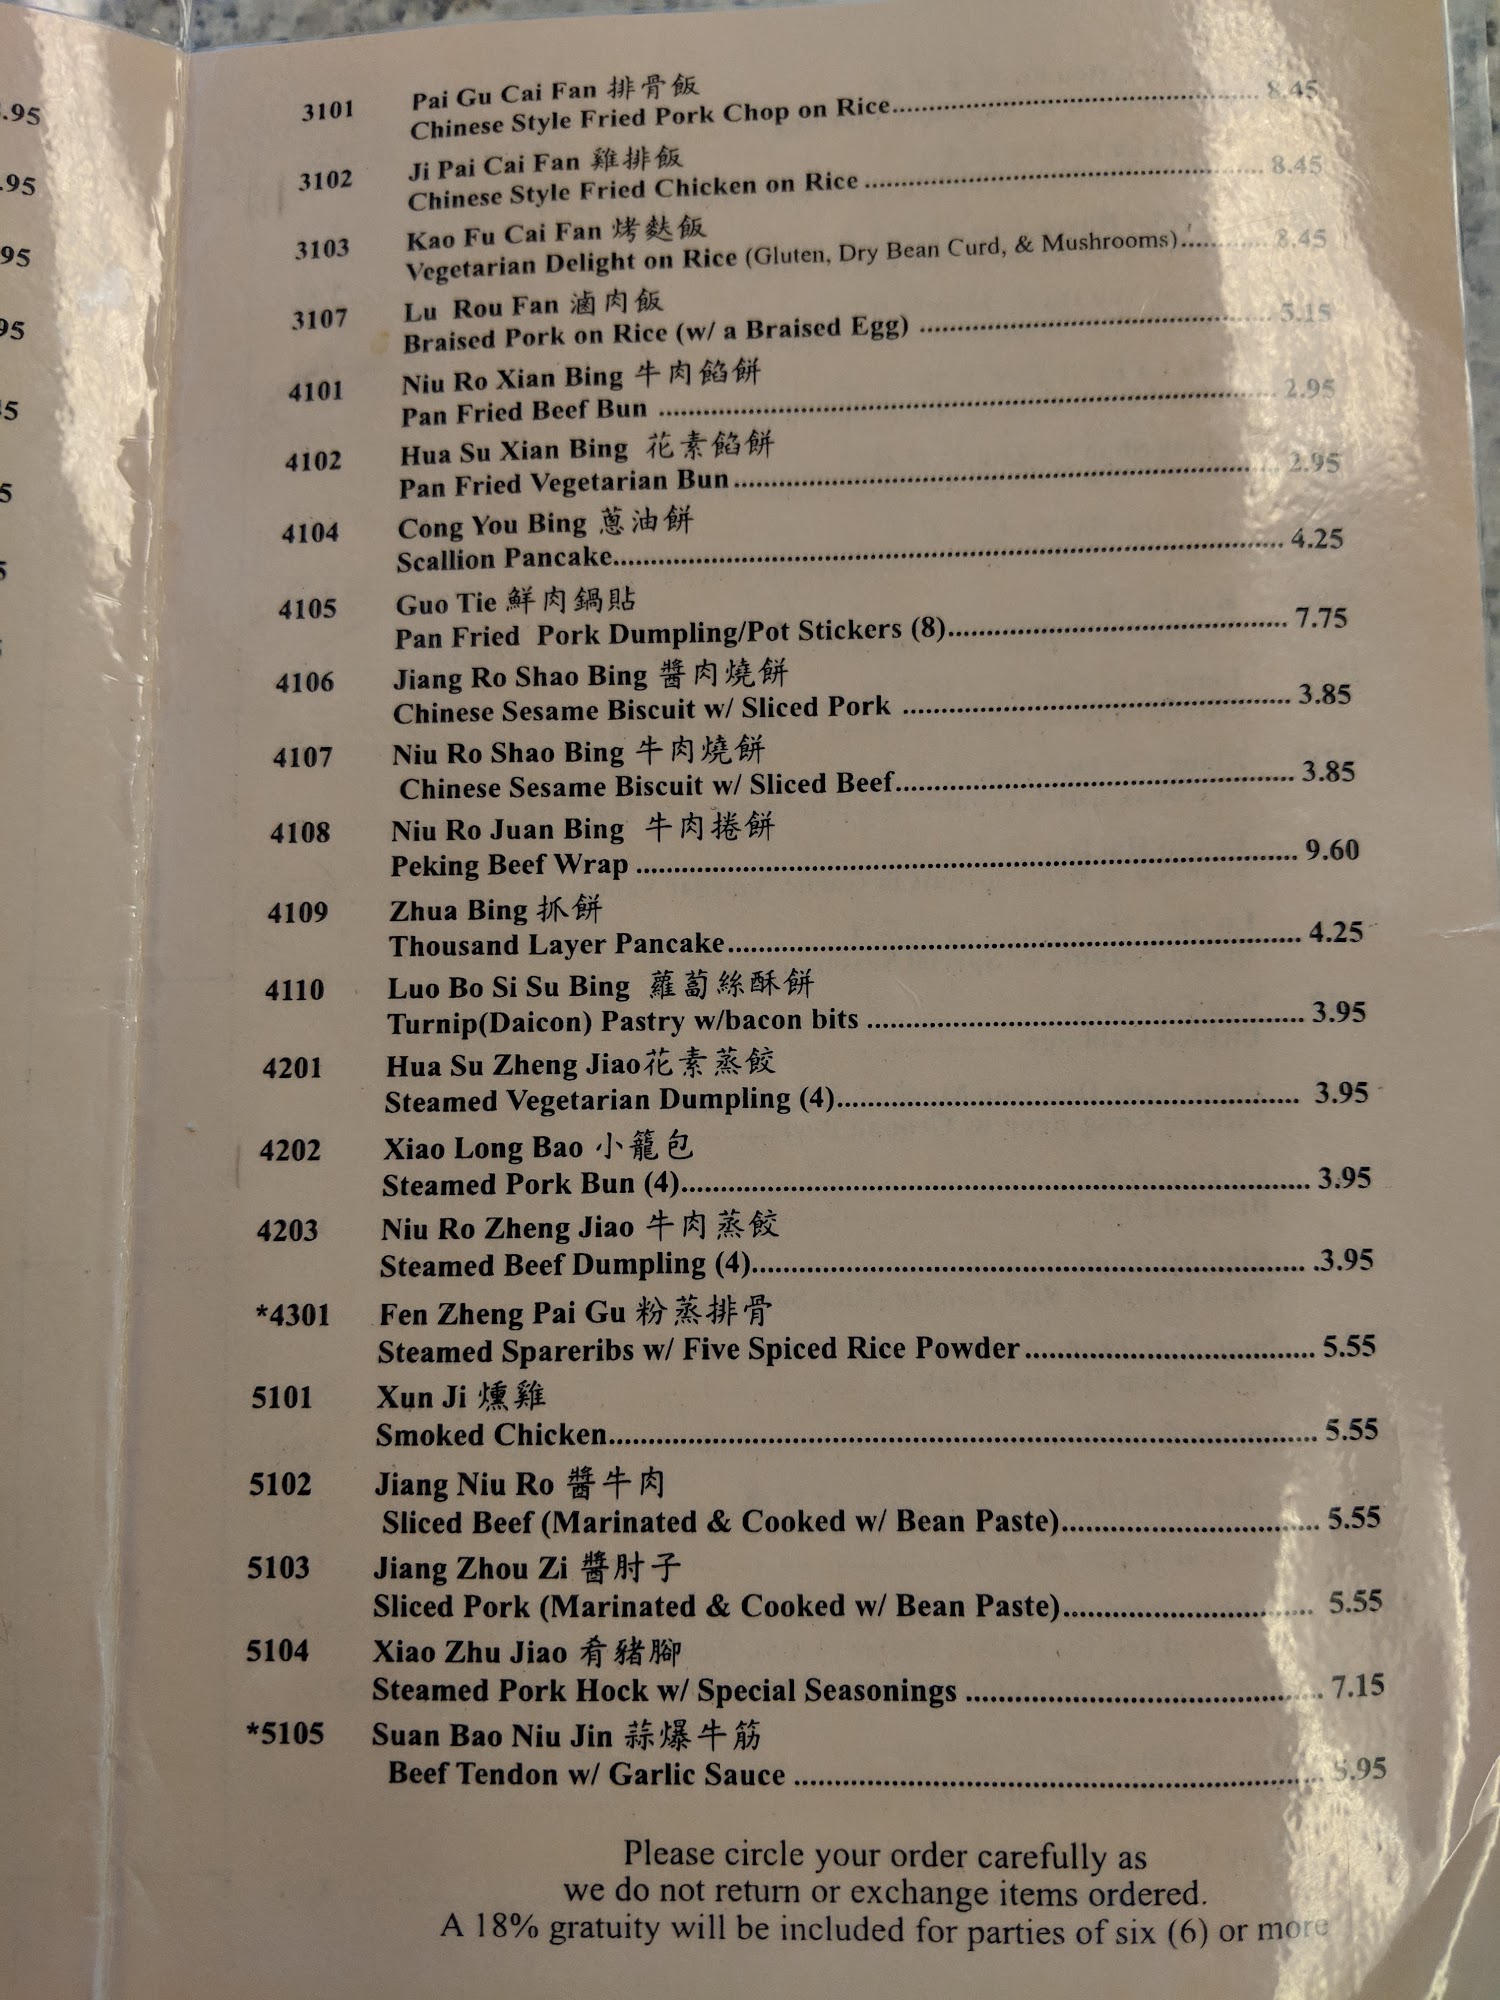 .95
3101 Pai Gu Cai Fan 排骨飯
Chinese Style Fried Pork Chop on Rice.......... 8.45
.95
3102 Ji Pai Cai Fan 雞排飯
Chinese Style Fried Chicken on Rice .......... 8.45
95
3103 Kao Fu Cai Fan 烤麩飯
Vegetarian Delight on Rice (Gluten, Dry Bean Curd, & Mushrooms).......... 8.45
95
3107 Lu Rou Fan 滷肉飯
Braised Pork on Rice (w/ a Braised Egg) .......... 5.15
4101 Niu Ro Xian Bing 牛肉餡餅
Pan Fried Beef Bun .......... 2.95
5
4102 Hua Su Xian Bing 花素餡餅
Pan Fried Vegetarian Bun.......... 2.95
5
4104 Cong You Bing 蔥油餅
Scallion Pancake.......... 4.25
4105 Guo Tie 鮮肉鍋貼
Pan Fried Pork Dumpling/Pot Stickers (8).......... 7.75
4106 Jiang Ro Shao Bing 醬肉燒餅
Chinese Sesame Biscuit w/ Sliced Pork .......... 3.85
4107 Niu Ro Shao Bing 牛肉燒餅
Chinese Sesame Biscuit w/ Sliced Beef.......... 3.85
4108 Niu Ro Juan Bing 牛肉捲餅
Peking Beef Wrap .......... 9.60
4109 Zhua Bing 抓餅
Thousand Layer Pancake.......... 4.25
4110 Luo Bo Si Su Bing 蘿蔔絲酥餅
Turnip(Daicon) Pastry w/bacon bits .......... 3.95
4201 Hua Su Zheng Jiao花素蒸餃
Steamed Vegetarian Dumpling (4).......... 3.95
4202 Xiao Long Bao 小籠包
Steamed Pork Bun (4).......... 3.95
4203 Niu Ro Zheng Jiao 牛肉蒸餃
Steamed Beef Dumpling (4).......... .3.95
*4301 Fen Zheng Pai Gu 粉蒸排骨
Steamed Spareribs w/ Five Spiced Rice Powder.......... 5.55
5101 Xun Ji 燻雞
Smoked Chicken.......... 5.55
5102 Jiang Niu Ro 醬牛肉
Sliced Beef (Marinated & Cooked w/ Bean Paste).......... 5.55
5103 Jiang Zhou Zi 醬肘子
Sliced Pork (Marinated & Cooked w/ Bean Paste).......... 5.55
5104 Xiao Zhu Jiao 肴豬腳
Steamed Pork Hock w/ Special Seasonings .......... 7.15
*5105 Suan Bao Niu Jin 蒜爆牛筋
Beef Tendon w/ Garlic Sauce .......... 5.95
Please circle your order carefully as
we do not return or exchange items ordered.
A 18% gratuity will be included for parties of six (6) or more